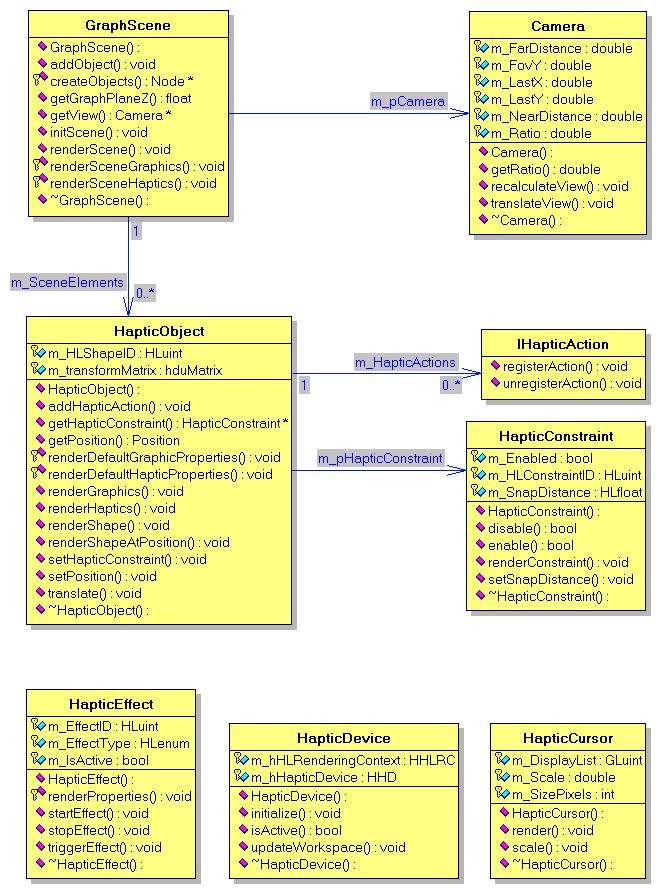 GraphScene
GraphScene() :
addObject() : void
createObjects() : Node *
getGraphPlaneZ() : float
getView() : Camera *
initScene() : void
renderScene() : void
renderSceneGraphics() : void
renderSceneHaptics() : void
~GraphScene() :
m_pCamera
Camera
m_FarDistance : double
m_FovY : double
m_LastX : double
m_LastY : double
m_NearDistance : double
m_Ratio : double
Camera() :
getRatio() : double
recalculateView() : void
translateView() : void
~Camera() :
1
m_SceneElements
0..*
HapticObject
m_HLShapeID : HLuint
m_transformMatrix : hduMatrix
HapticObject() :
addHapticAction() : void
getHapticConstraint() : HapticConstraint *
getPosition() : Position
renderDefaultGraphicProperties() : void
renderDefaultHapticProperties() : void
renderGraphics() : void
renderHaptics() : void
renderShape() : void
renderShapeAtPosition() : void
setHapticConstraint() : void
setPosition() : void
translate() : void
~HapticObject() :
m_HapticActions
1
0..*
IHapticAction
registerAction() : void
unregisterAction() : void
m_pHapticConstraint
HapticConstraint
m_Enabled : bool
m_HLConstraintID : HLuint
m_SnapDistance : HLfloat
HapticConstraint() :
disable() : bool
enable() : bool
renderConstraint() : void
setSnapDistance() : void
~HapticConstraint() :
HapticEffect
m_EffectID : HLuint
m_EffectType : HLenum
m_IsActive : bool
HapticEffect() :
renderProperties() : void
startEffect() : void
stopEffect() : void
triggerEffect() : void
~HapticEffect() :
HapticDevice
m_hHLRenderingContext : HHLRC
m_hHapticDevice : HHD
HapticDevice() :
initialize() : void
isActive() : bool
updateWorkspace() : void
~HapticDevice() :
HapticCursor
m_DisplayList : GLuint
m_Scale : double
m_SizePixels : int
HapticCursor() :
render() : void
scale() : void
~HapticCursor() :